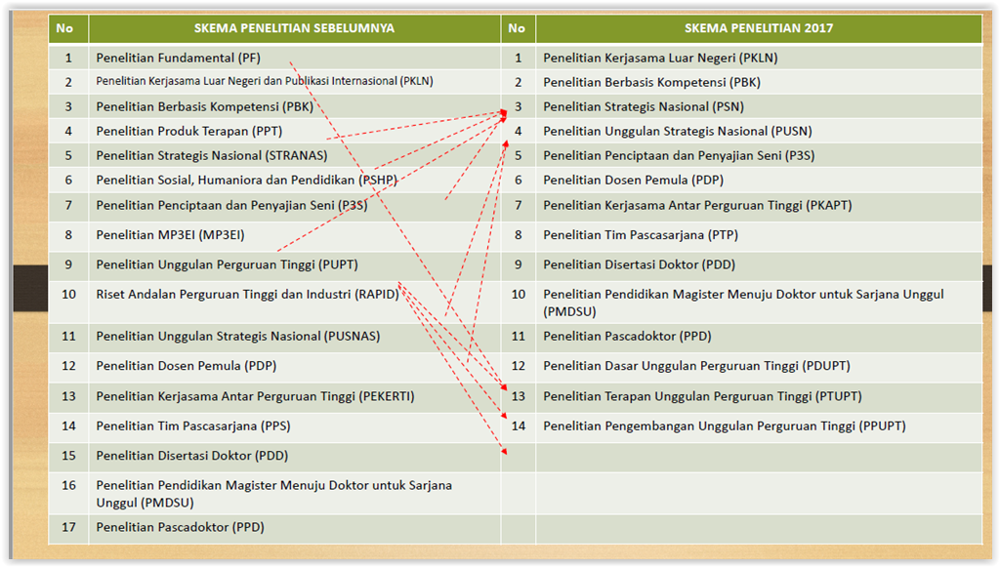 No SKEMA PENELITIAN SEBELUMNYA No SKEMA PENELITIAN 2017
1 Penelitian Fundamental (PF) 1 Penelitian Kerjasama Luar Negeri (PKLN)
2 Penelitian Kerjasama Luar Negeri dan Publikasi Internasional (PKLN) 2 Penelitian Berbasis Kompetensi (PBK)
3 Penelitian Berbasis Kompetensi (PBK) 3 Penelitian Strategis Nasional (PSN)
4 Penelitian Produk Terapan (PPT) 4 Penelitian Unggulan Strategis Nasional (PUSN)
5 Penelitian Strategis Nasional (STRANAS) 5 Penelitian Penciptaan dan Penyajian Seni (P3S)
6 Penelitian Sosial, Humaniora dan Pendidikan (PSHP) 6 Penelitian Dosen Pemula (PDP)
7 Penelitian Penciptaan dan Penyajian Seni (P3S) 7 Penelitian Kerjasama Antar Perguruan Tinggi (PKAPT)
8 Penelitian MP3EI (MP3EI) 8 Penelitian Tim Pascasarjana (PTP)
9 Penelitian Unggulan Perguruan Tinggi (PUPT) 9 Penelitian Disertasi Doktor (PDD)
10 Riset Andalan Perguruan Tinggi dan Industri (RAPID) 10 Penelitian Pendidikan Magister Menuju Doktor untuk Sarjana Unggul
(PMDSU)
11 Penelitian Unggulan Strategis Nasional (PUSNAS) 11 Penelitian Pascadoktor (PPD)
12 Penelitian Dosen Pemula (PDP) 12 Penelitian Dasar Unggulan Perguruan Tinggi (PDUPT)
13 Penelitian Kerjasama Antar Perguruan Tinggi (PEKERTI) 13 Penelitian Terapan Unggulan Perguruan Tinggi (PTUPT)
14 Penelitian Tim Pascasarjana (PPS) 14 Penelitian Pengembangan Unggulan Perguruan Tinggi (PPUPT)
15 Penelitian Disertasi Doktor (PDD)
16 Penelitian Pendidikan Magister Menuju Doktor untuk Sarjana
Unggul (PMDSU)
17 Penelitian Pascadoktor (PPD)